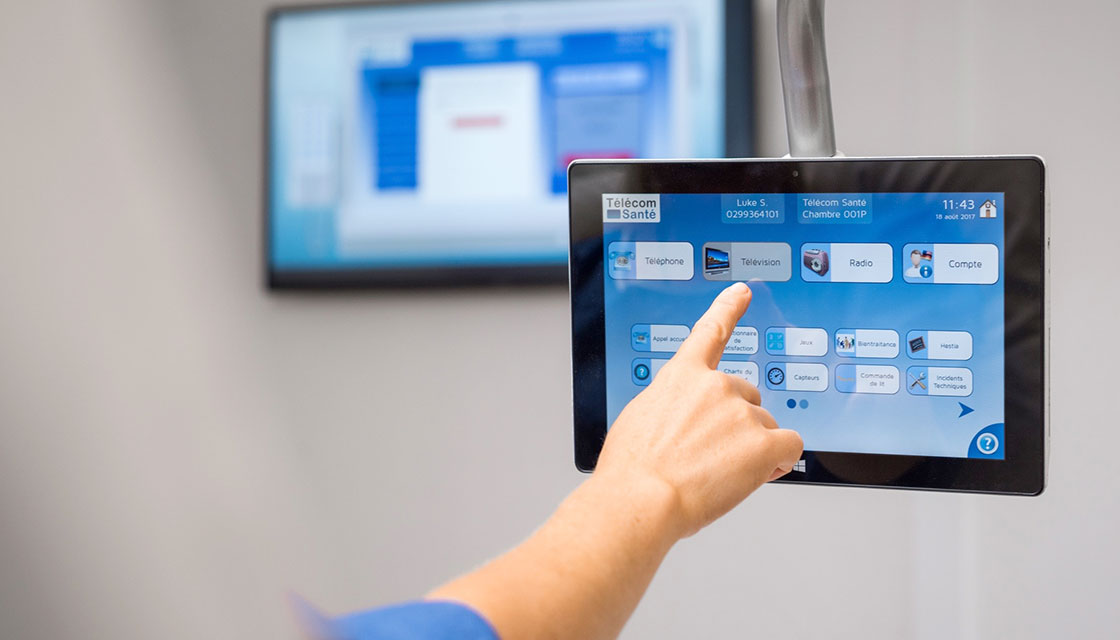 Télécom
Santé
Luke S.
0299364101
Télécom Santé
Chambre 001P
11:43
18 août 2017
Téléphone
Télévision
Radio
Compte
Appel
de
Jeux
Bientraitance
Hestia
Capteurs
Commande
de lit
Incidents
Techniques